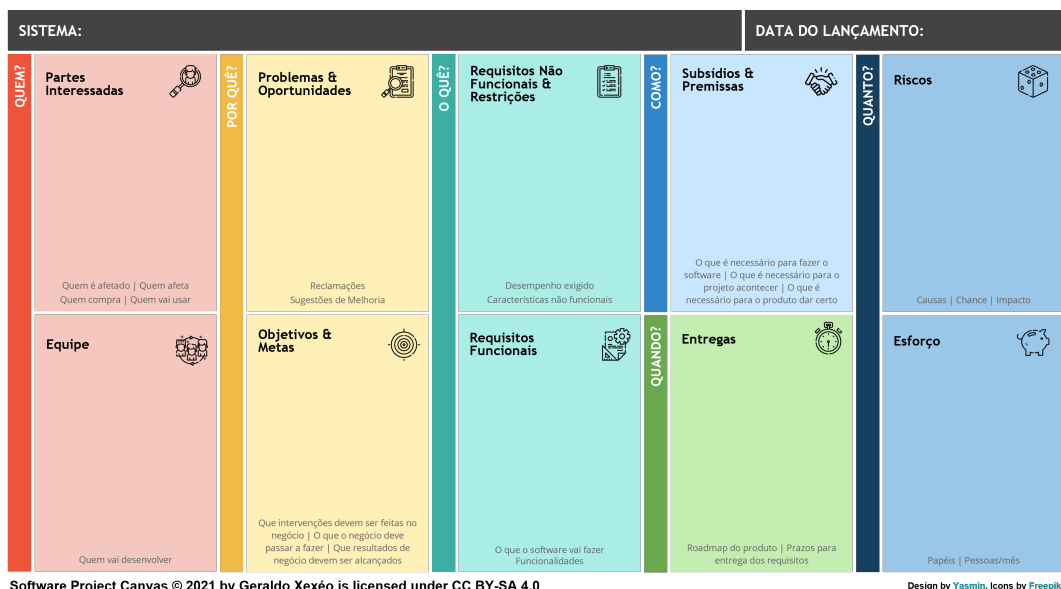 SISTEMA:
DATA DO LANÇAMENTO:
QUEM?
Partes
Interessadas
Quem é afetado | Quem afeta
Quem compra | Quem vai usar
Equipe
Quem vai desenvolver
POR QUÊ?
Problemas &
Oportunidades
Reclamações
Sugestões de Melhoria
Objetivos &
Metas
Que intervenções devem ser feitas no
negócio | O que o negócio deve
passar a fazer | Que resultados de
negócio devem ser alcançados
O QUÊ?
Requisitos Não
Funcionais &
Restrições
Desempenho exigido
Características não funcionais
Requisitos
Funcionais
O que o software vai fazer
Funcionalidades
COMO?
Subsídios &
Premissas
O que é necessário para fazer o
software | O que é necessário para o
projeto acontecer | O que é
necessário para o produto dar certo
QUANDO?
Entregas
Roadmap do produto | Prazos para
entrega dos requisitos
QUANTO?
Riscos
Causas | Chance | Impacto
Esforço
Papéis | Pessoas/mês
Software Project Canvas © 2021 by Geraldo Xexéo is licensed under CC BY-SA 4.0
Design by Yasmin. Icons by Freepik